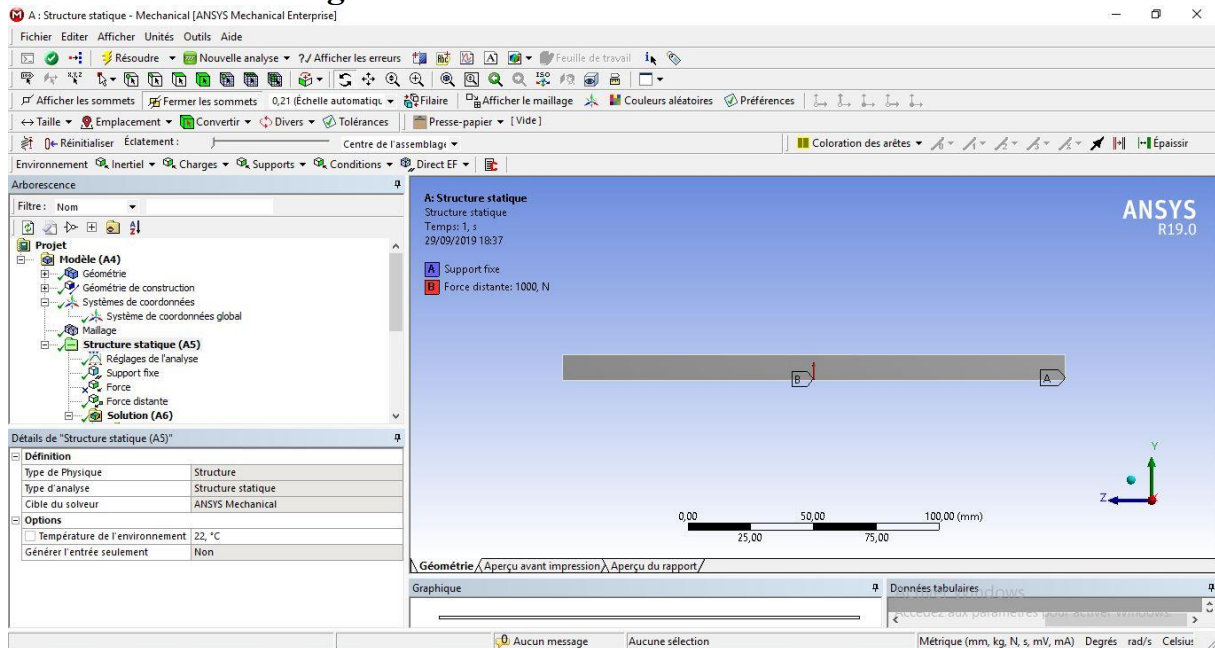 A : Structure statique - Mechanical [ANSYS Mechanical Enterprise]
Fichier Editer Afficher Unités Outils Aide
Résoudre Nouvelle analyse ?./ Afficher les erreurs A Feuille de travail
ISO
Afficher les sommets Fermer les sommets 0,21 (Échelle automatiqu Filaire Afficher le maillage Couleurs aléatoires Préférences
Taille Emplacement Convertir Divers Tolérances Presse-papier [Vide]
Réinitialiser Éclatement : Centre de l'assemblage Coloration des arêtes Épaissir
Environnement Inertiel Charges Supports Conditions Direct EF
Arborescence
Filtre : Nom
Projet
Modèle (A4)
Géométrie
Géométrie de construction
Systèmes de coordonnées
Système de coordonnées global
Maillage
Structure statique (A5)
Réglages de l'analyse
Support fixe
Force
Force distante
Solution (A6)
Détails de "Structure statique (A5)"
Définition
Type de Physique Structure
Type d'analyse Structure statique
Cible du solveur ANSYS Mechanical
Options
Température de l'environnement 22, °C
Générer l'entrée seulement Non
A: Structure statique
Structure statique
Temps: 1, s
29/09/2019 18:37
A Support fixe
B Force distante: 1000, N
ANSYS
R19.0
B
A
Y
Z
0,00 50,00 100,00 (mm)
25,00 75,00
Géométrie Aperçu avant impression Aperçu du rapport
Graphique
Données tabulaires
Accédez aux paramètres pour activer Windows.
Aucun message Aucune sélection Métrique (mm, kg, N, s, mV, mA) Degrés rad/s Celsius